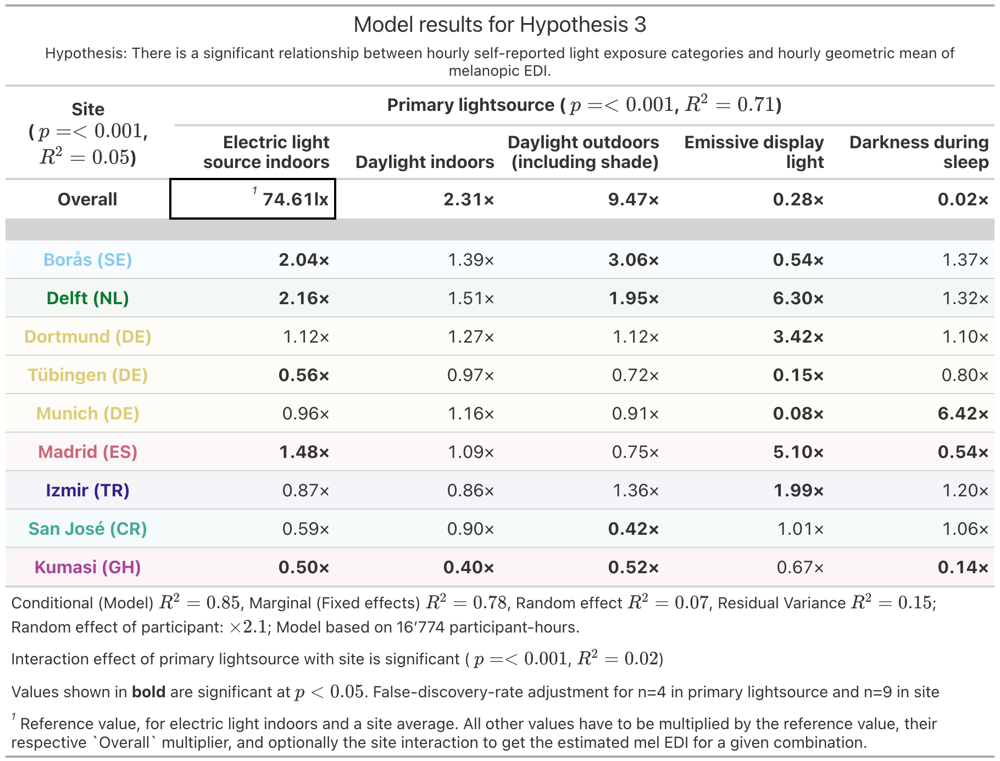 Model results for Hypothesis 3
Hypothesis: There is a significant relationship between hourly self-reported light exposure categories and hourly geometric mean of
melanopic EDI.
Site
( p =< 0.001,
R² = 0.05)
Primary lightsource ( p =< 0.001, R² = 0.71)
Electric light
source indoors
Daylight indoors
Daylight outdoors
(including shade)
Emissive display
light
Darkness during
sleep
Overall ¹ 74.61lx 2.31× 9.47× 0.28× 0.02×
Borås (SE) 2.04× 1.39× 3.06× 0.54× 1.37×
Delft (NL) 2.16× 1.51× 1.95× 6.30× 1.32×
Dortmund (DE) 1.12× 1.27× 1.12× 3.42× 1.10×
Tübingen (DE) 0.56× 0.97× 0.72× 0.15× 0.80×
Munich (DE) 0.96× 1.16× 0.91× 0.08× 6.42×
Madrid (ES) 1.48× 1.09× 0.75× 5.10× 0.54×
Izmir (TR) 0.87× 0.86× 1.36× 1.99× 1.20×
San José (CR) 0.59× 0.90× 0.42× 1.01× 1.06×
Kumasi (GH) 0.50× 0.40× 0.52× 0.67× 0.14×
Conditional (Model) R² = 0.85, Marginal (Fixed effects) R² = 0.78, Random effect R² = 0.07, Residual Variance R² = 0.15;
Random effect of participant: ×2.1; Model based on 16′774 participant-hours.
Interaction effect of primary lightsource with site is significant ( p =< 0.001, R² = 0.02)
Values shown in bold are significant at p < 0.05. False-discovery-rate adjustment for n=4 in primary lightsource and n=9 in site
¹ Reference value, for electric light indoors and a site average. All other values have to be multiplied by the reference value, their
respective `Overall` multiplier, and optionally the site interaction to get the estimated mel EDI for a given combination.